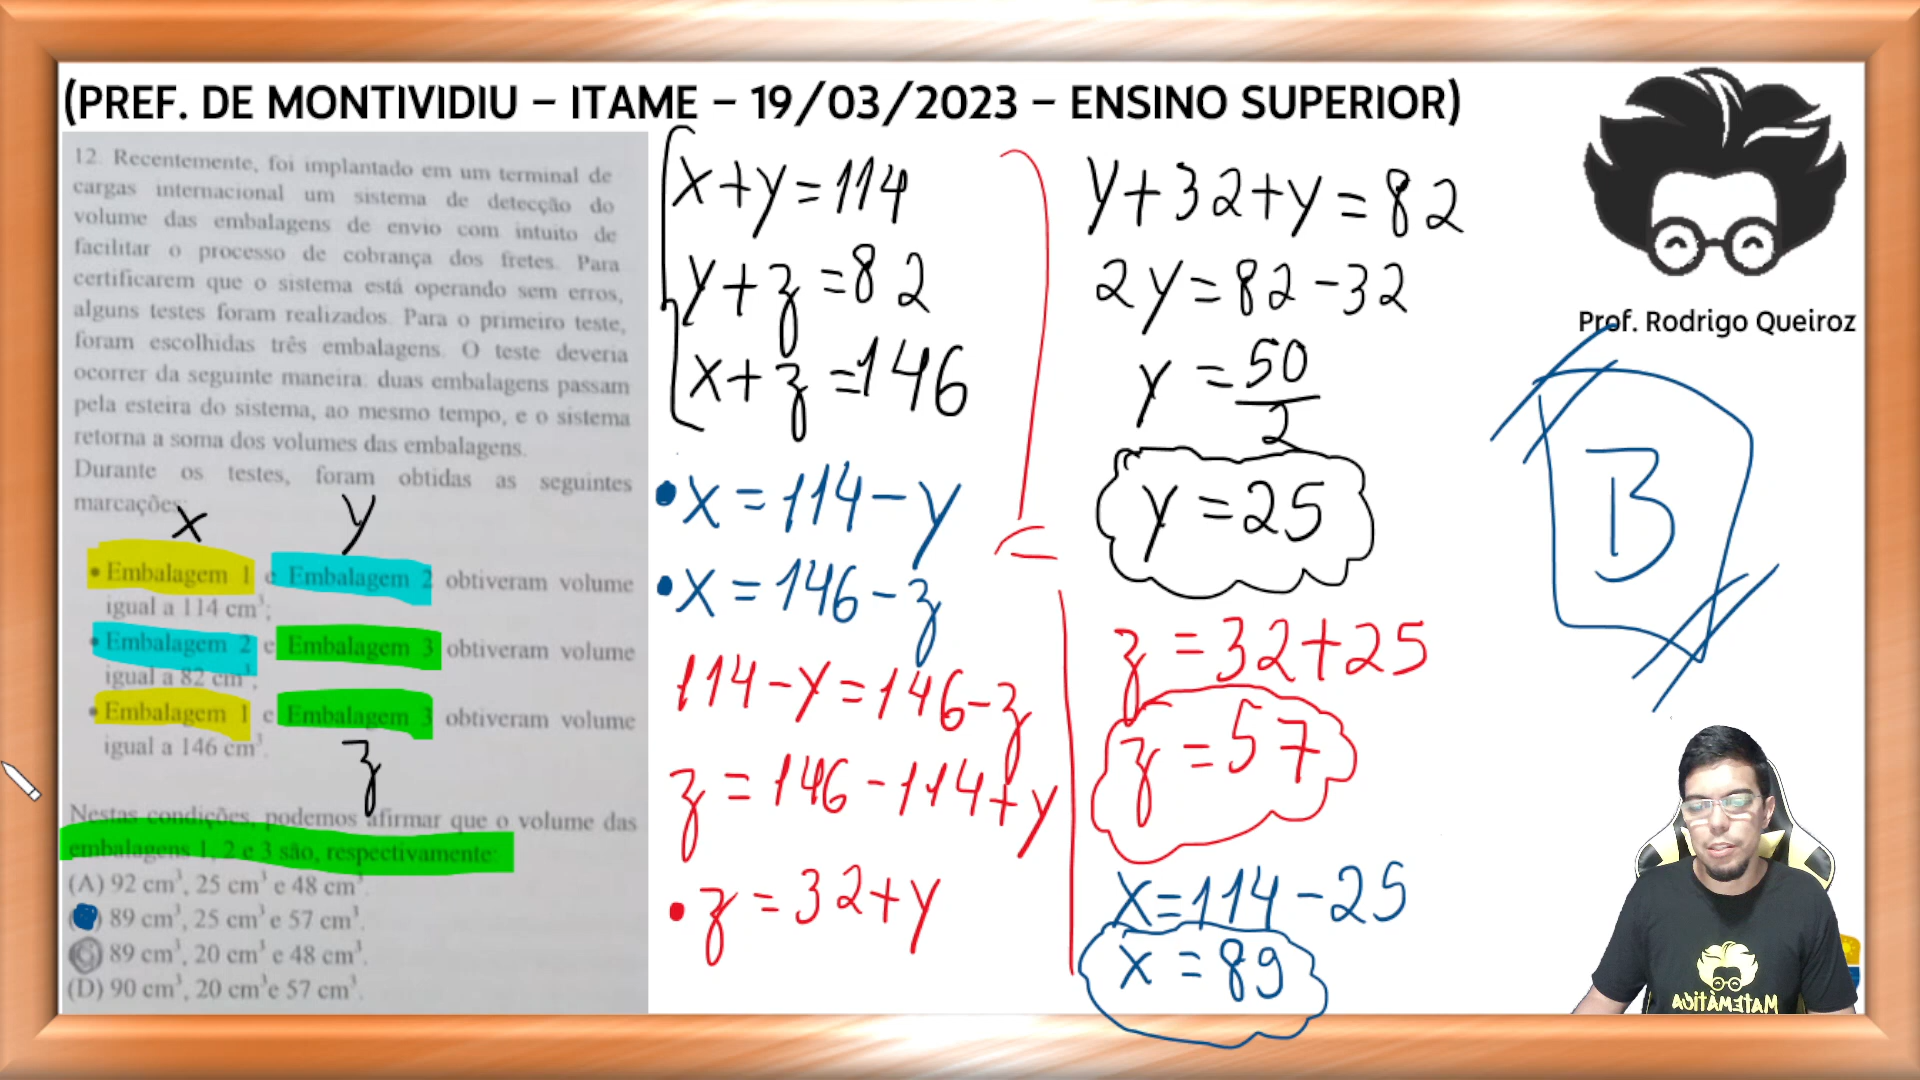 (PREF. DE MONTIVIDIU – ITAME – 19/03/2023 – ENSINO SUPERIOR)
12. Recentemente, foi implantado em um terminal de
cargas internacional um sistema de detecção do
volume das embalagens de envio com intuito de
facilitar o processo de cobrança dos fretes. Para
certificarem que o sistema está operando sem erros,
alguns testes foram realizados. Para o primeiro teste,
foram escolhidas três embalagens. O teste deveria
ocorrer da seguinte maneira: duas embalagens passam
pela esteira do sistema, ao mesmo tempo, e o sistema
retorna a soma dos volumes das embalagens.
Durante os testes, foram obtidas as seguintes
marcações:
x y
• Embalagem 1 e Embalagem 2 obtiveram volume
igual a 114 cm³;
• Embalagem 2 e Embalagem 3 obtiveram volume
igual a 82 cm³;
• Embalagem 1 e Embalagem 3 obtiveram volume
igual a 146 cm³.
z
Nestas condições, podemos afirmar que o volume das
embalagens 1, 2 e 3 são, respectivamente:
(A) 92 cm³, 25 cm³ e 48 cm³.
) 89 cm³, 25 cm³ e 57 cm³.
89 cm³, 20 cm³ e 48 cm³.
(D) 90 cm³, 20 cm³e 57 cm³.
x+y=114
y+z=82
x+z=146
•x=114-y
•x=146-z
114-y=146-z
z=146-114+y
•z=32+y
y+32+y=82
2y=82-32
y=50/2
y=25
z=32+25
z=57
x=114-25
x=89
Prof. Rodrigo Queiroz
B
MATEMÁTICA